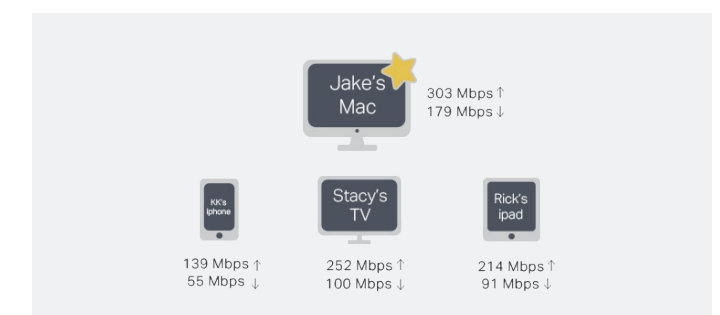 Jake's
Mac
303 Mbps ↑
179 Mbps ↓
KK's
iphone
Stacy's
TV
Rick's
ipad
139 Mbps ↑
55 Mbps ↓
252 Mbps ↑
100 Mbps ↓
214 Mbps ↑
91 Mbps ↓